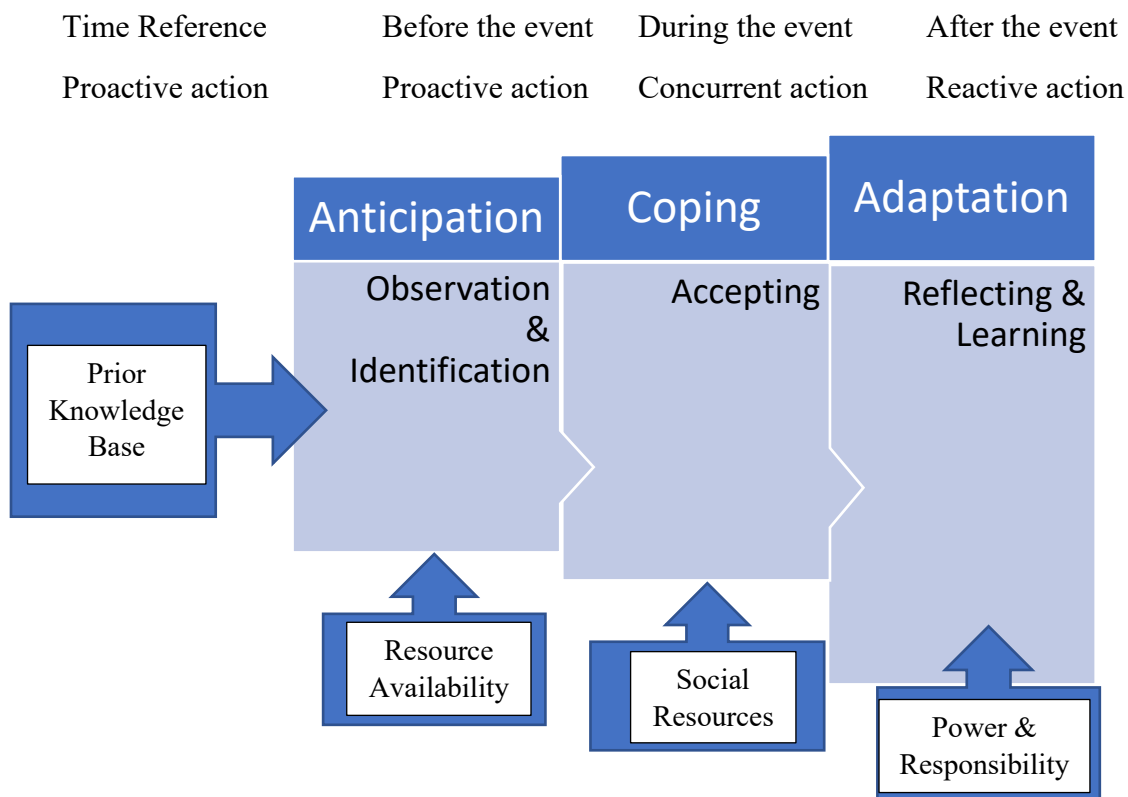 Time Reference Before the event During the event After the event
Proactive action Proactive action Concurrent action Reactive action
Anticipation
Coping
Adaptation
Observation
&
Identification
Accepting
Reflecting &
Learning
Prior
Knowledge
Base
Resource
Availability
Social
Resources
Power &
Responsibility